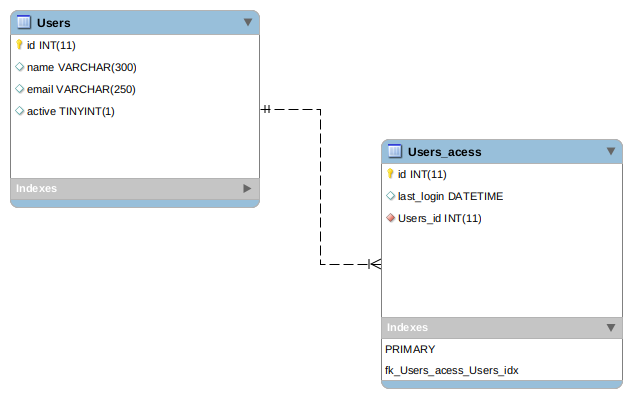 Users
id INT(11)
name VARCHAR(300)
email VARCHAR(250)
active TINYINT(1)
Indexes
Users_acess
id INT(11)
last_login DATETIME
Users_id INT(11)
Indexes
PRIMARY
fk_Users_acess_Users_idx